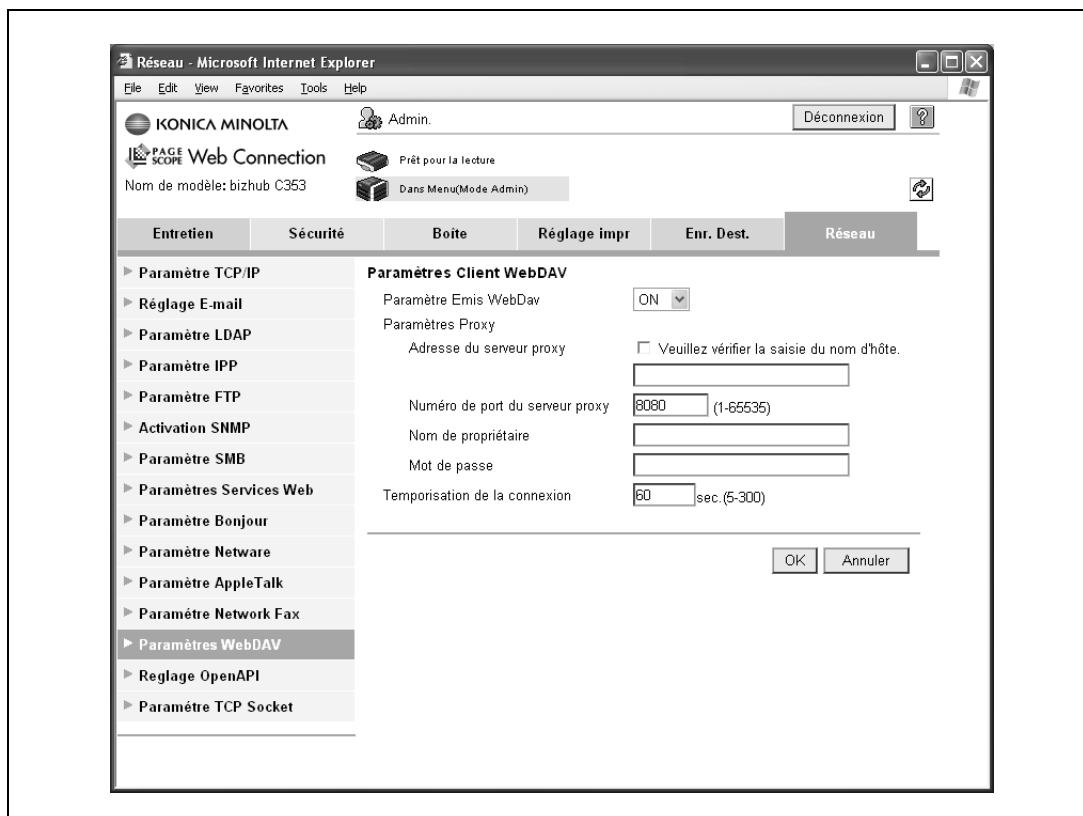 Réseau - Microsoft Internet Explorer
File Edit View Favorites Tools Help
KONICA MINOLTA
Admin.
Déconnexion
?
PAGE SCOPE Web Connection
Prêt pour la lecture
Nom de modèle: bizhub C353
Dans Menu(Mode Admin)
Entretien Sécurité Boîte Réglage impr Enr. Dest. Réseau
Paramètre TCP/IP
Réglage E-mail
Paramètre LDAP
Paramètre IPP
Paramètre FTP
Activation SNMP
Paramètre SMB
Paramètres Services Web
Paramètre Bonjour
Paramètre Netware
Paramètre AppleTalk
Paramétre Network Fax
Paramètres WebDAV
Reglage OpenAPI
Paramétre TCP Socket
Paramètres Client WebDAV
Paramètre Emis WebDav ON
Paramètres Proxy
Adresse du serveur proxy Veuillez vérifier la saisie du nom d'hôte.
Numéro de port du serveur proxy 8080 (1-65535)
Nom de propriétaire
Mot de passe
Temporisation de la connexion 60 sec.(5-300)
OK Annuler